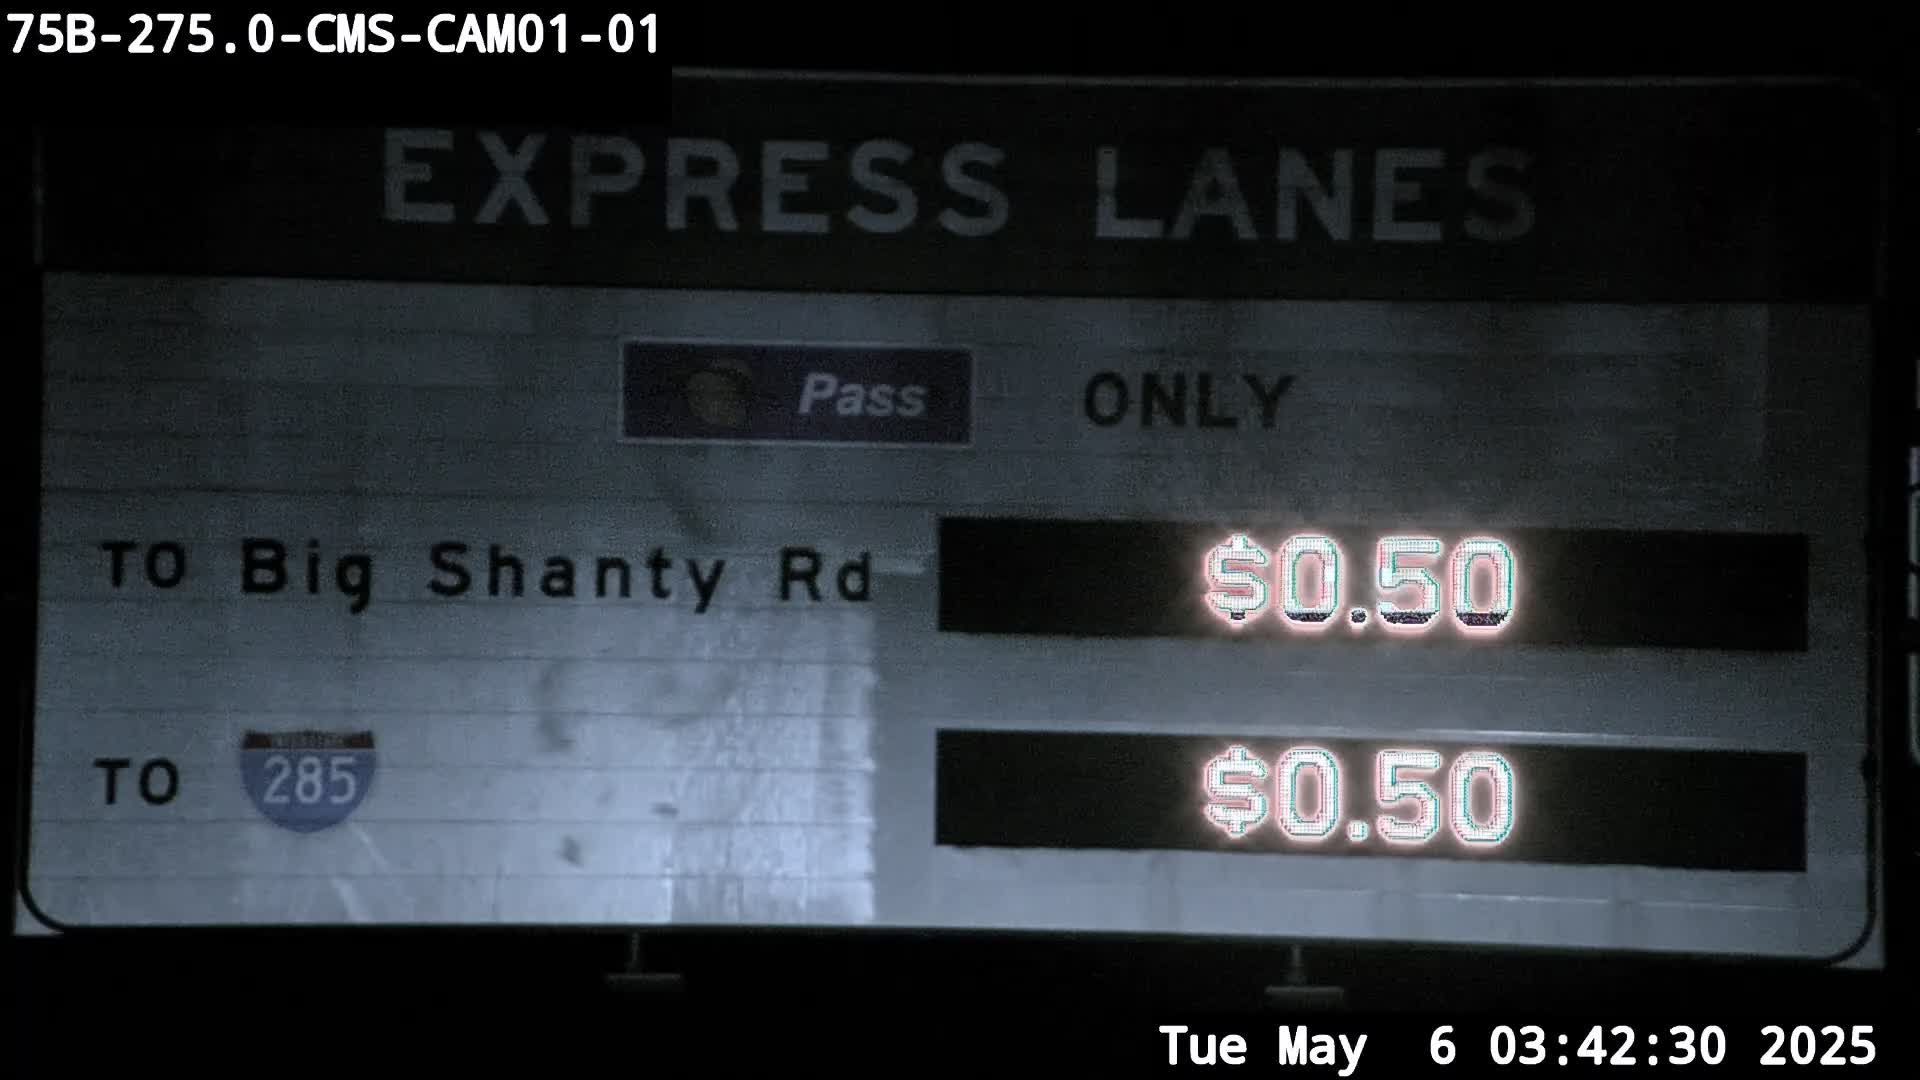 75B-275.0-CMS-CAM01-01
EXPRESS LANES
Pass ONLY
TO Big Shanty Rd $0.50
TO 285 $0.50
Tue May 6 03:42:30 2025